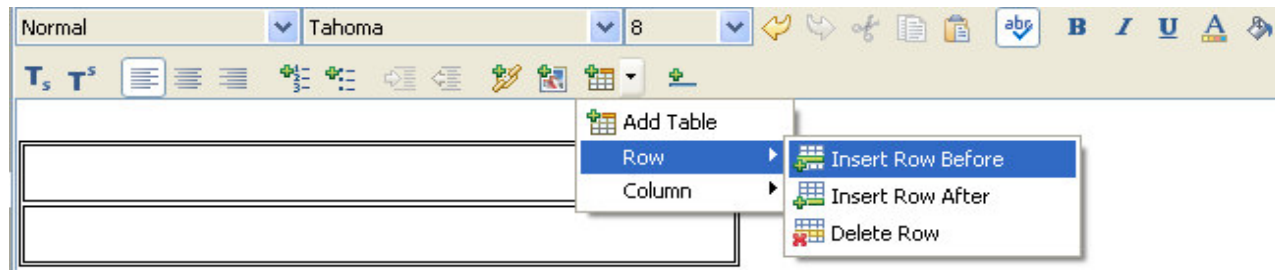 Normal Tahoma 8 abc B I U A
Ts Ts
Add Table
Row Insert Row Before
Column Insert Row After
Delete Row